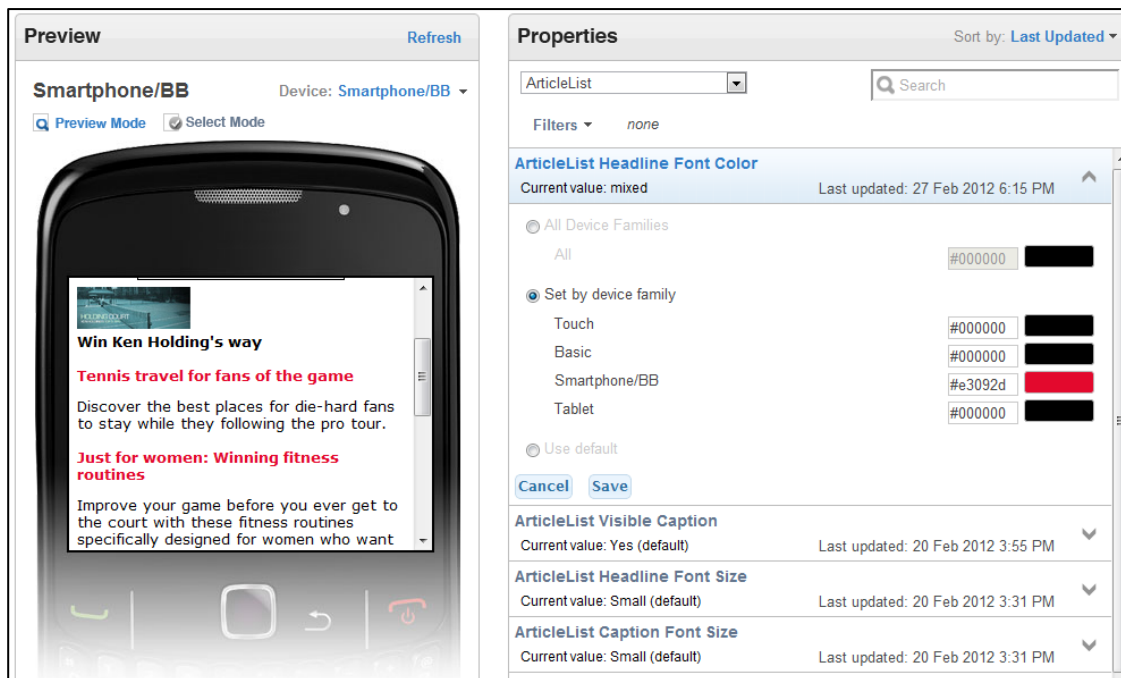 Preview
Refresh
Smartphone/BB
Device: Smartphone/BB
Preview Mode
Select Mode
HOLDING COURT
Win Ken Holding's way
Tennis travel for fans of the game
Discover the best places for die-hard fans
to stay while they following the pro tour.
Just for women: Winning fitness
routines
Improve your game before you ever get to
the court with these fitness routines
specifically designed for women who want
Properties
Sort by: Last Updated
ArticleList
Search
Filters
none
ArticleList Headline Font Color
Current value: mixed
Last updated: 27 Feb 2012 6:15 PM
All Device Families
All
#000000
Set by device family
Touch
#000000
Basic
#000000
Smartphone/BB
#e3092d
Tablet
#000000
Use default
Cancel
Save
ArticleList Visible Caption
Current value: Yes (default)
Last updated: 20 Feb 2012 3:55 PM
ArticleList Headline Font Size
Current value: Small (default)
Last updated: 20 Feb 2012 3:31 PM
ArticleList Caption Font Size
Current value: Small (default)
Last updated: 20 Feb 2012 3:31 PM